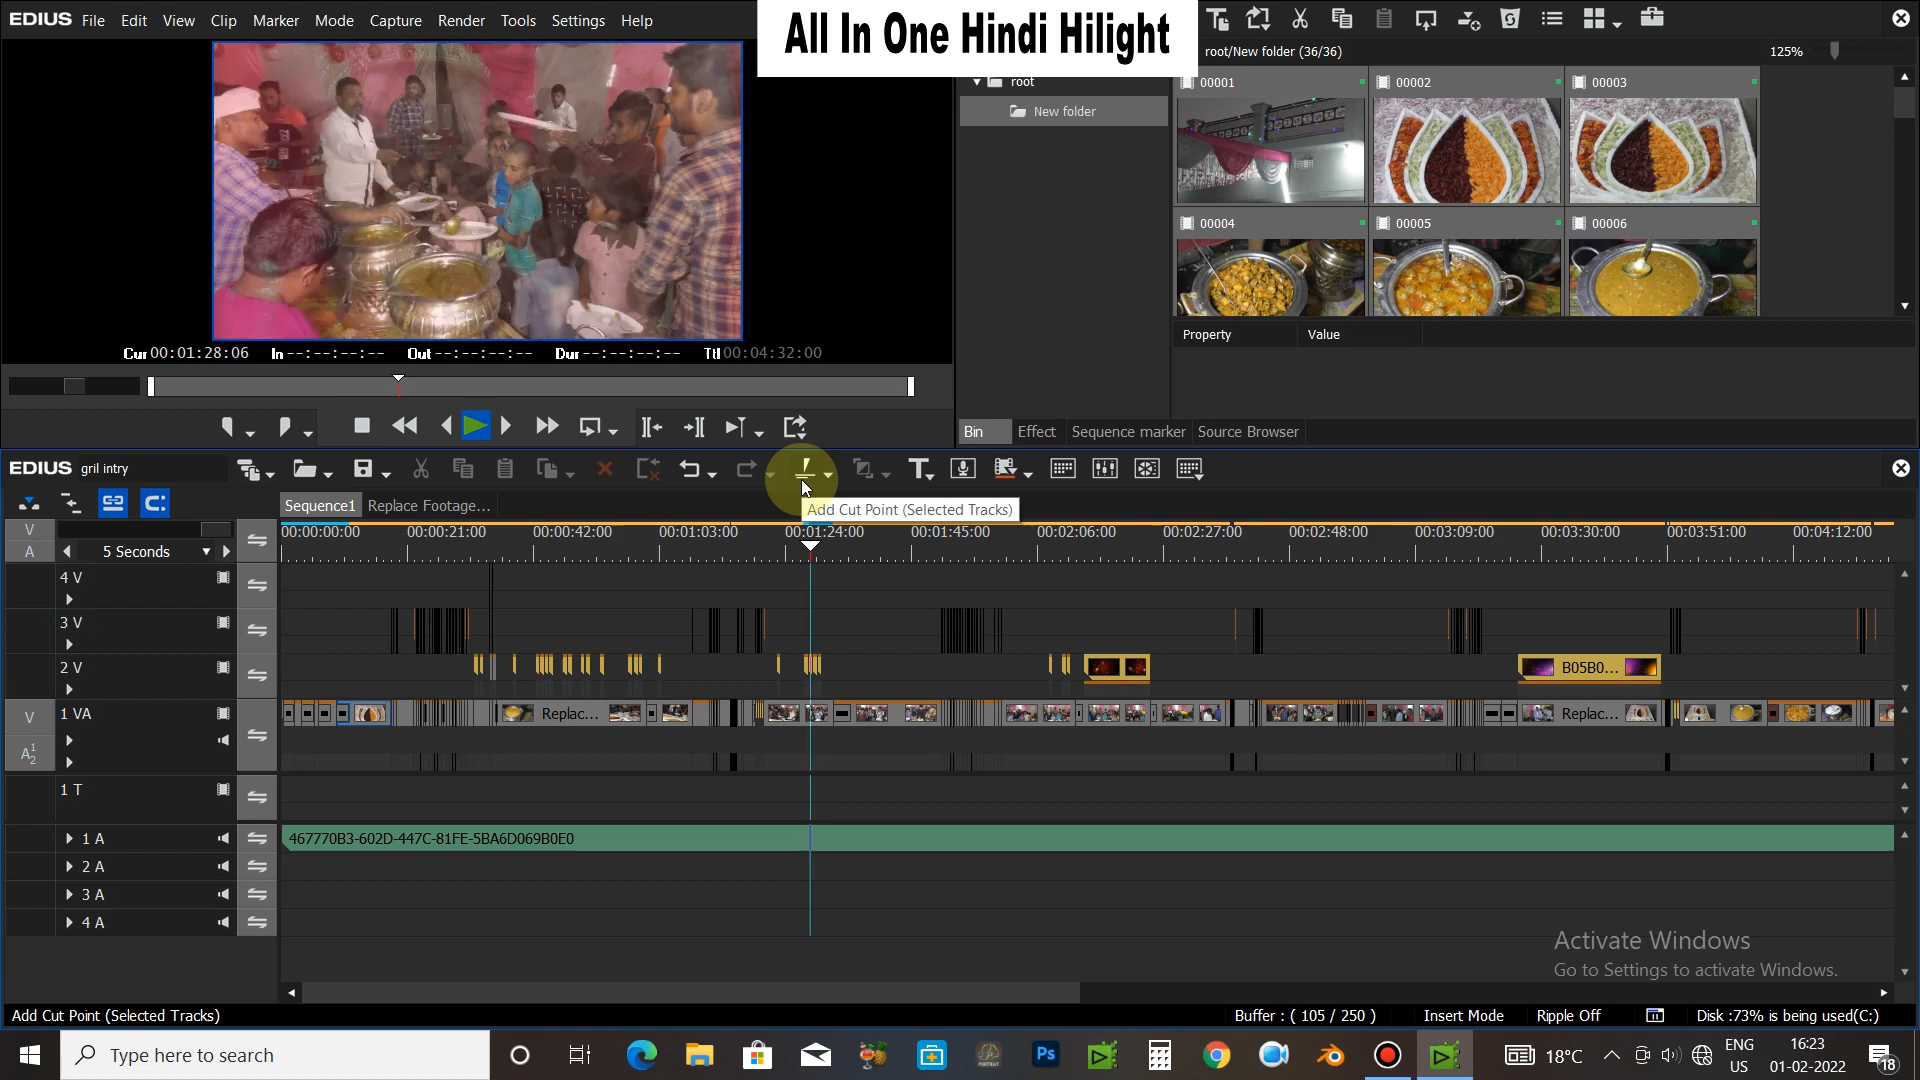 EDIUS File Edit View Clip Marker Mode Capture Render Tools Settings Help
All In One Hindi Hilight
root/New folder (36/36)
125%
root
New folder
00001
00002
00003
00004
00005
00006
Property Value
Cur 00:01:28:06 In --:--:--:-- Out --:--:--:-- Dur --:--:--:-- Ttl 00:04:32:00
Bin Effect Sequence marker Source Browser
EDIUS gril intry
Add Cut Point (Selected Tracks)
Sequence1 Replace Footage...
V
A
5 Seconds
00:00:00:00 00:00:21:00 00:00:42:00 00:01:03:00 00:01:24:00 00:01:45:00 00:02:06:00 00:02:27:00 00:02:48:00 00:03:09:00 00:03:30:00 00:03:51:00 00:04:12:00
4 V
3 V
2 V
B05B0...
V
1 VA
Replac...
Replac...
A 1 2
1 T
1 A
467770B3-602D-447C-81FE-5BA6D069B0E0
2 A
3 A
4 A
Activate Windows
Go to Settings to activate Windows.
Add Cut Point (Selected Tracks)
Buffer : ( 105 / 250 ) Insert Mode Ripple Off Disk :73% is being used(C:)
Type here to search
Ps
18°C
ENG
US
16:23
01-02-2022
18